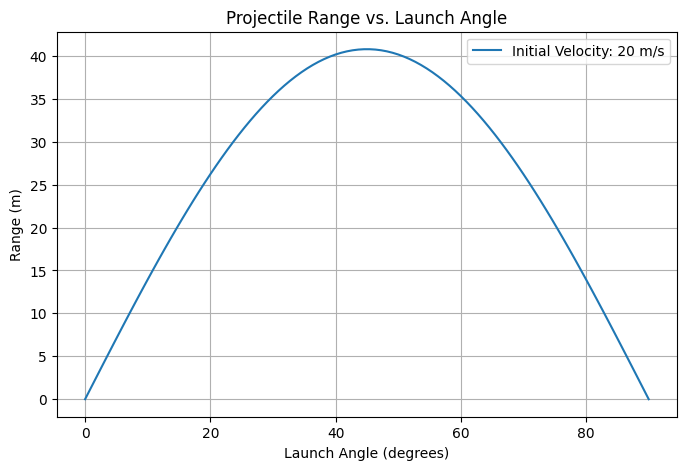 Projectile Range vs. Launch Angle
Initial Velocity: 20 m/s
Range (m)
40
35
30
25
20
15
10
5
0
0 20 40 60 80
Launch Angle (degrees)